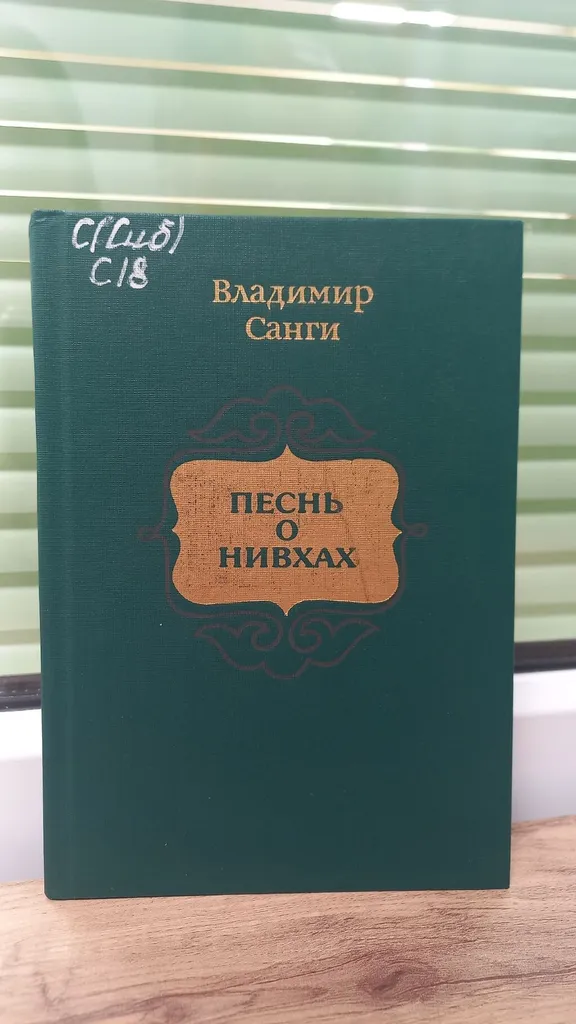 С(Сиб)
С18
Владимир
Санги
ПЕСНЬ
О
НИВХАХ